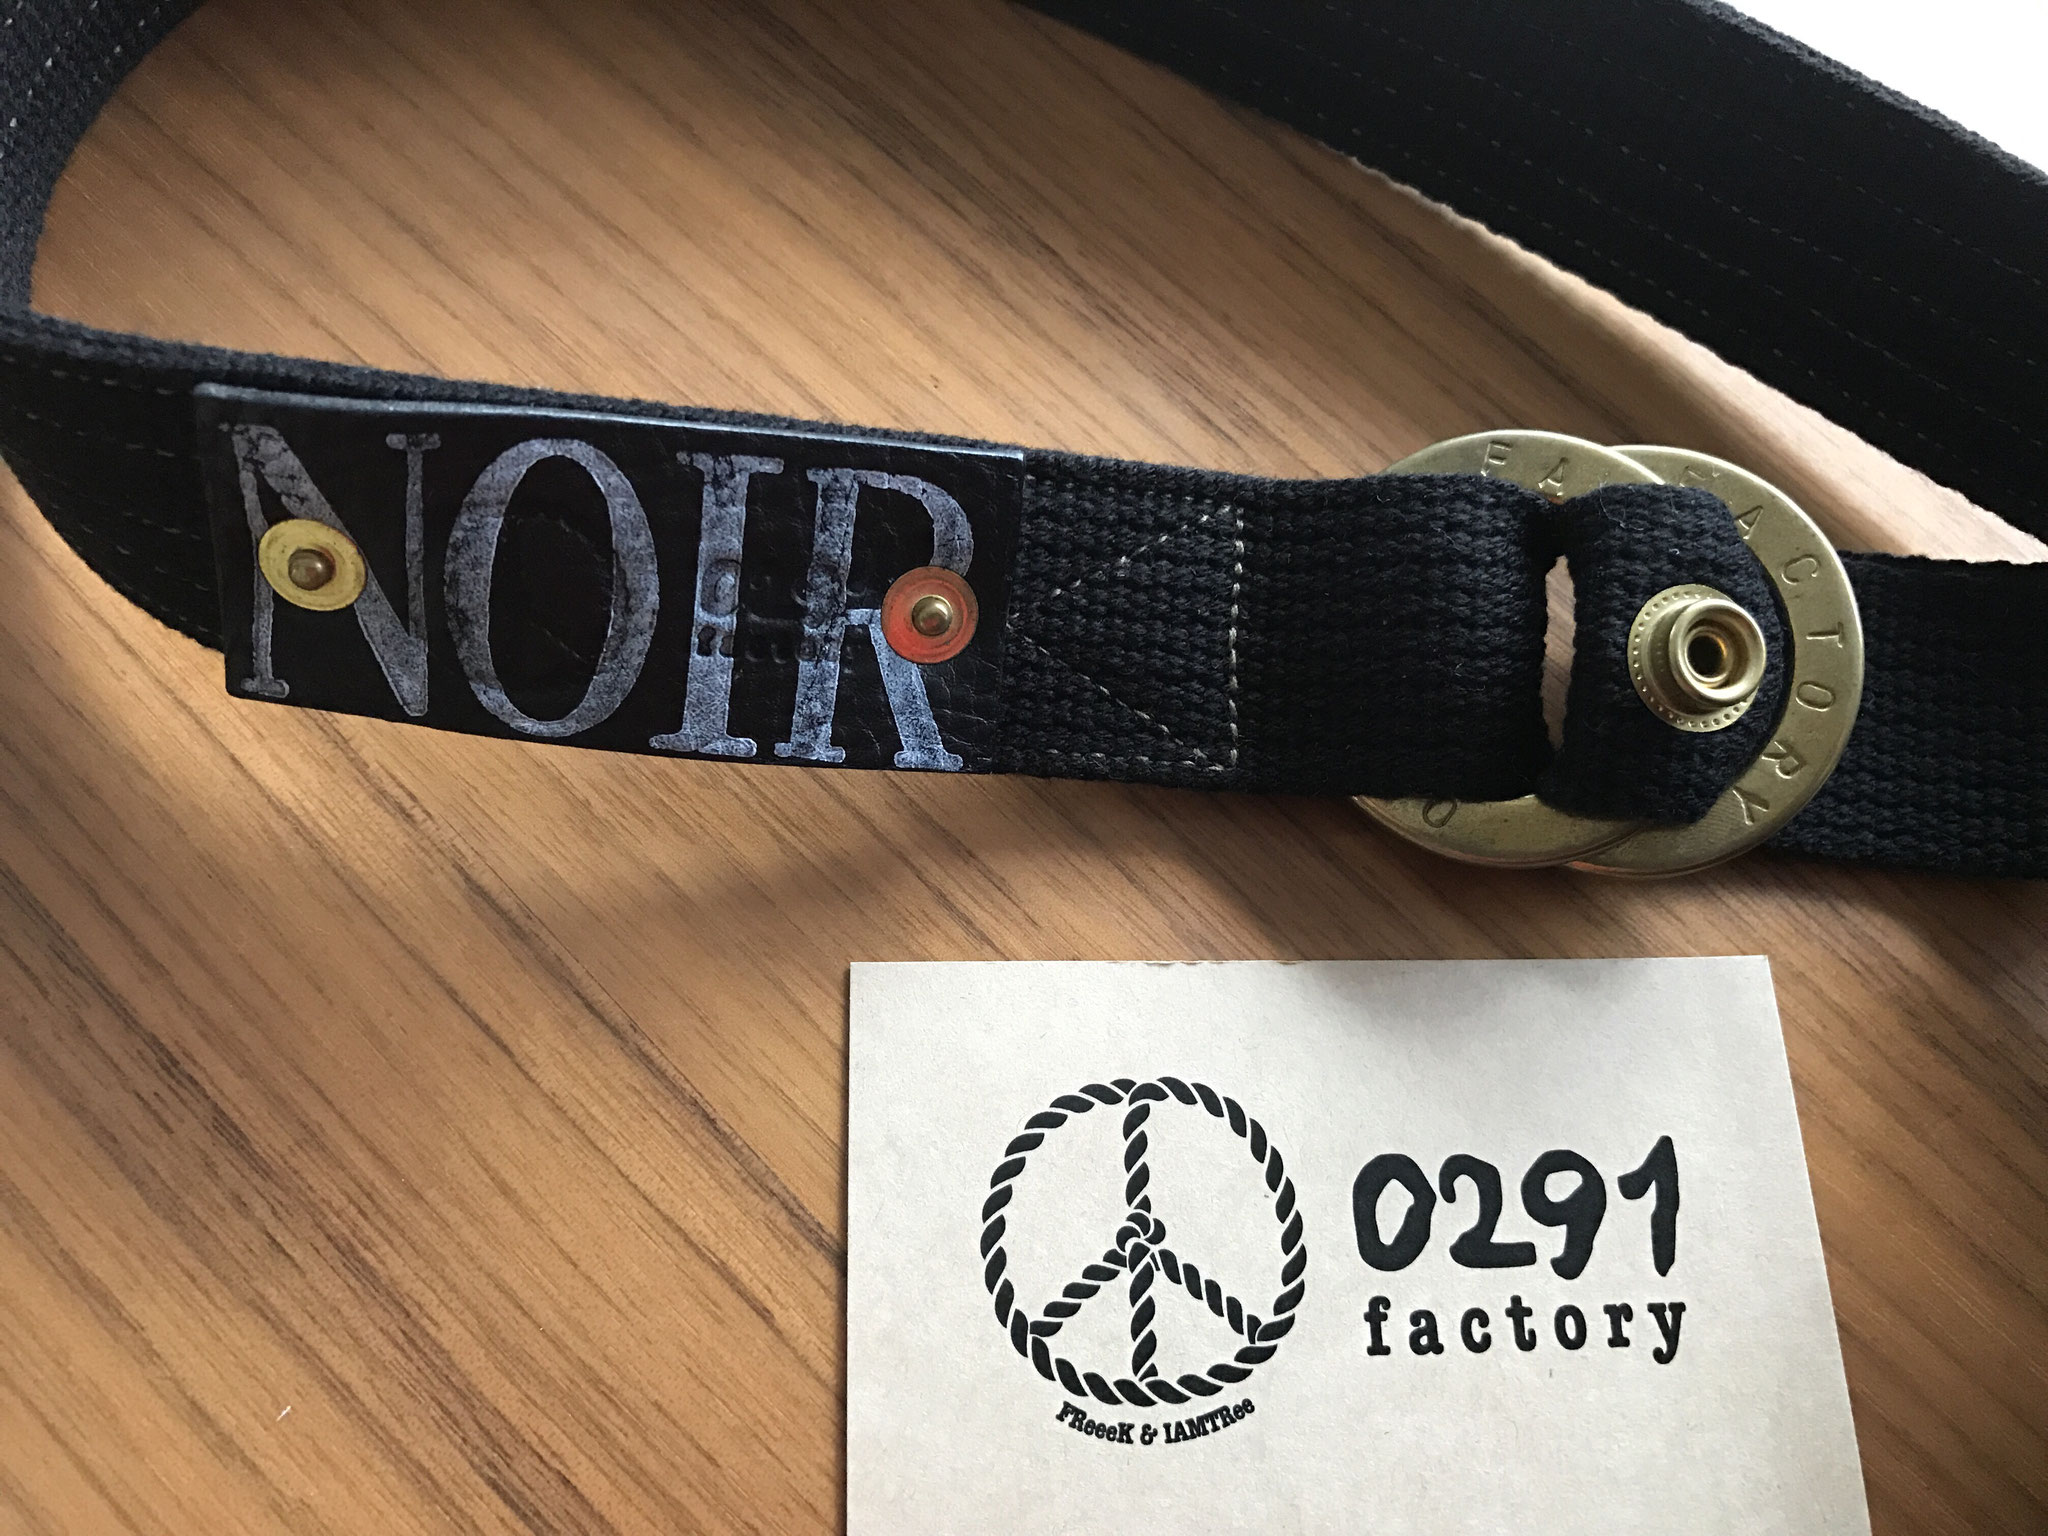 NOIR
FACTORY
0291
factory
FReeeK & IAMTRee